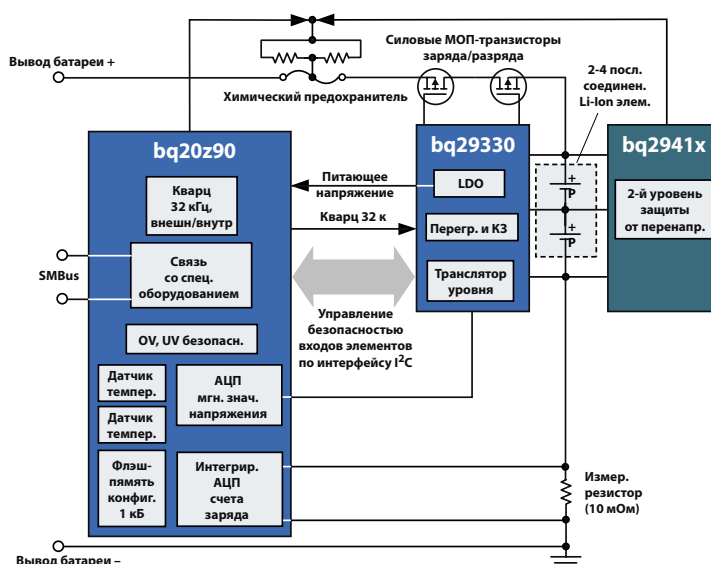 Силовые МОП-транзисторы
заряда/разряда
Вывод батареи +
2-4 посл.
соединен.
Li-Ion элем.
Химический предохранитель
bq20z90
bq29330
bq2941x
Кварц
32 кГц,
внешн/внутр
Питающее
напряжение
LDO
+
P
2-й уровень
защиты
от перенапр.
Кварц 32 к
Перегр. и КЗ
+
P
SMBus
Связь
со спец.
оборудованием
Транслятор
уровня
Управление
безопасностью
входов элементов
по интерфейсу I²C
OV, UV безопасн.
Датчик
темпер.
АЦП
мгн. знач.
напряжения
Датчик
темпер.
Флэш-
память
конфиг.
1 кБ
Интегрир.
АЦП
счета
заряда
Измер.
резистор
(10 мОм)
Вывод батареи –